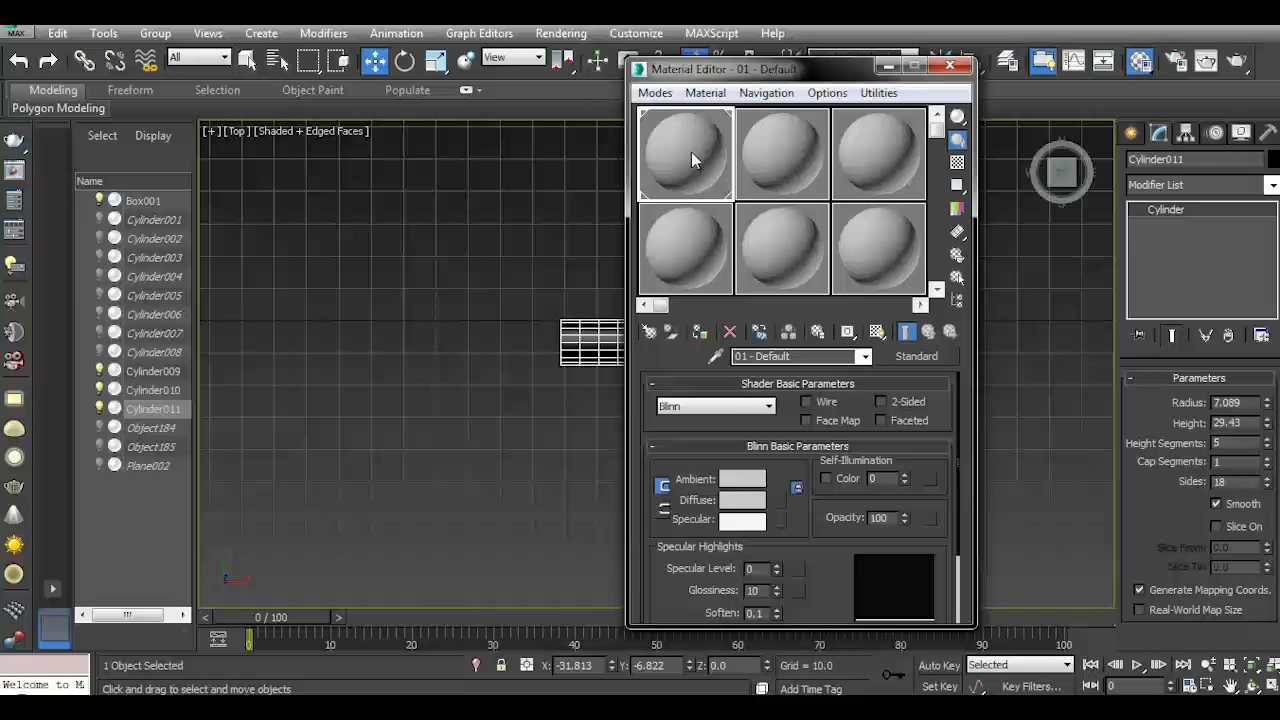 MAX Edit Tools Group Views Create Modifiers Animation Graph Editors Rendering Customize MAXScript Help
All View
Material Editor - 01 - Default
Modeling Freeform Selection Object Paint Populate
Polygon Modeling
Modes Material Navigation Options Utilities
[+] [Top] [Shaded + Edged Faces]
Select Display
Name
Box001
Cylinder001
Cylinder002
Cylinder003
Cylinder004
Cylinder005
Cylinder006
Cylinder007
Cylinder008
Cylinder009
Cylinder010
Cylinder011
Object184
Object185
Plane002
01 - Default Standard
Shader Basic Parameters
Blinn Wire 2-Sided
Face Map Faceted
Blinn Basic Parameters
Self-Illumination
Ambient: Color 0
Diffuse:
Specular: Opacity: 100
Specular Highlights
Specular Level: 0
Glossiness: 10
Soften: 0.1
Cylinder011
Modifier List
Cylinder
Parameters
Radius: 7.089
Height: 29.43
Height Segments: 5
Cap Segments: 1
Sides: 18
Smooth
Slice On
Slice From: 0.0
Slice To: 0.0
Generate Mapping Coords.
Real-World Map Size
0 / 100
0 10 20 30 40 50 60 70 80 90 100
1 Object Selected X: -31.813 Y: -6.822 Z: 0.0 Grid = 10.0 Auto Key Selected
Welcome to M. Click and drag to select and move objects Add Time Tag Set Key Key Filters... 0